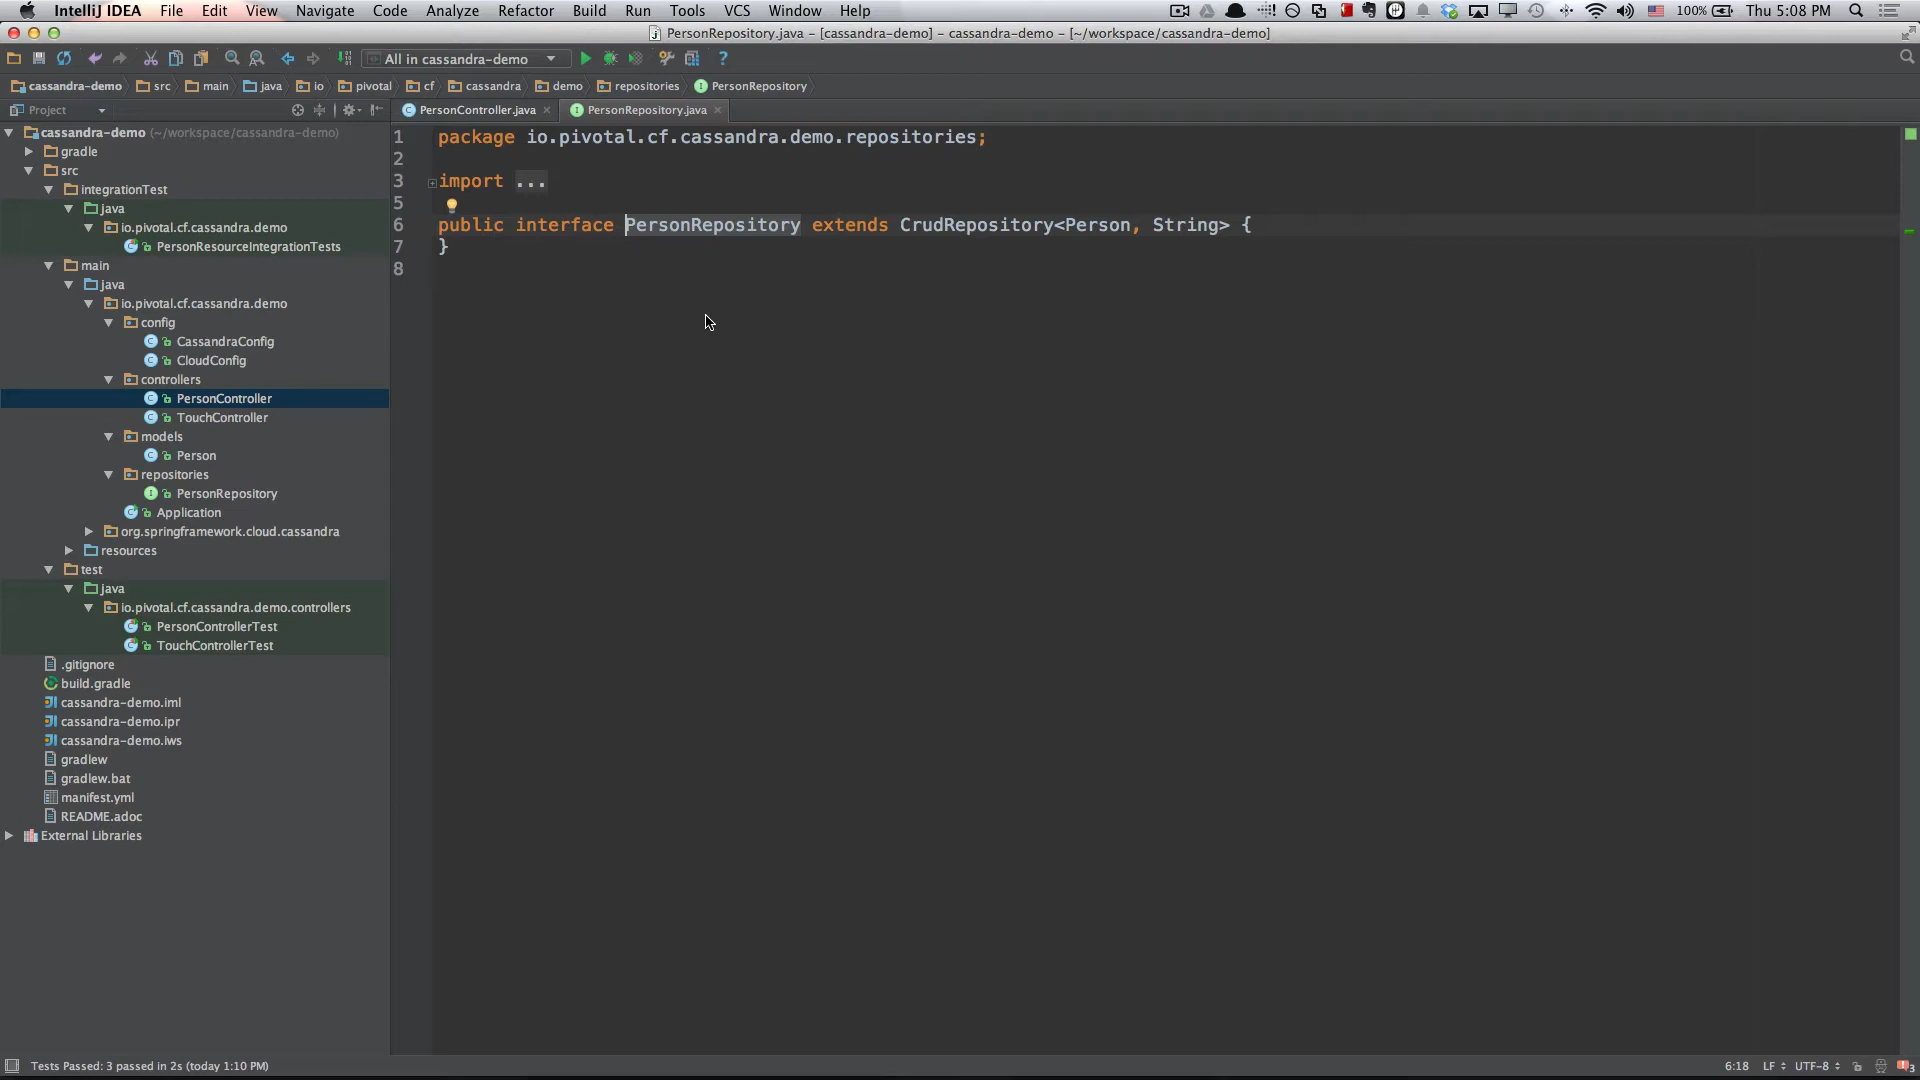 IntelliJ IDEA File Edit View Navigate Code Analyze Refactor Build Run Tools VCS Window Help 100% Thu 5:08 PM
PersonRepository.java – [cassandra-demo] – cassandra-demo – [~/workspace/cassandra-demo]
All in cassandra-demo
cassandra-demo src main java io pivotal cf cassandra demo repositories PersonRepository
Project
PersonController.java PersonRepository.java
cassandra-demo (~/workspace/cassandra-demo)
gradle
src
integrationTest
java
io.pivotal.cf.cassandra.demo
PersonResourceIntegrationTests
main
java
io.pivotal.cf.cassandra.demo
config
CassandraConfig
CloudConfig
controllers
PersonController
TouchController
models
Person
repositories
PersonRepository
Application
org.springframework.cloud.cassandra
resources
test
java
io.pivotal.cf.cassandra.demo.controllers
PersonControllerTest
TouchControllerTest
.gitignore
build.gradle
cassandra-demo.iml
cassandra-demo.ipr
cassandra-demo.iws
gradlew
gradlew.bat
manifest.yml
README.adoc
External Libraries
1 package io.pivotal.cf.cassandra.demo.repositories;
2
3 import ...
5
6 public interface PersonRepository extends CrudRepository<Person, String> {
7 }
8
Tests Passed: 3 passed in 2s (today 1:10 PM) 6:18 LF UTF-8 3